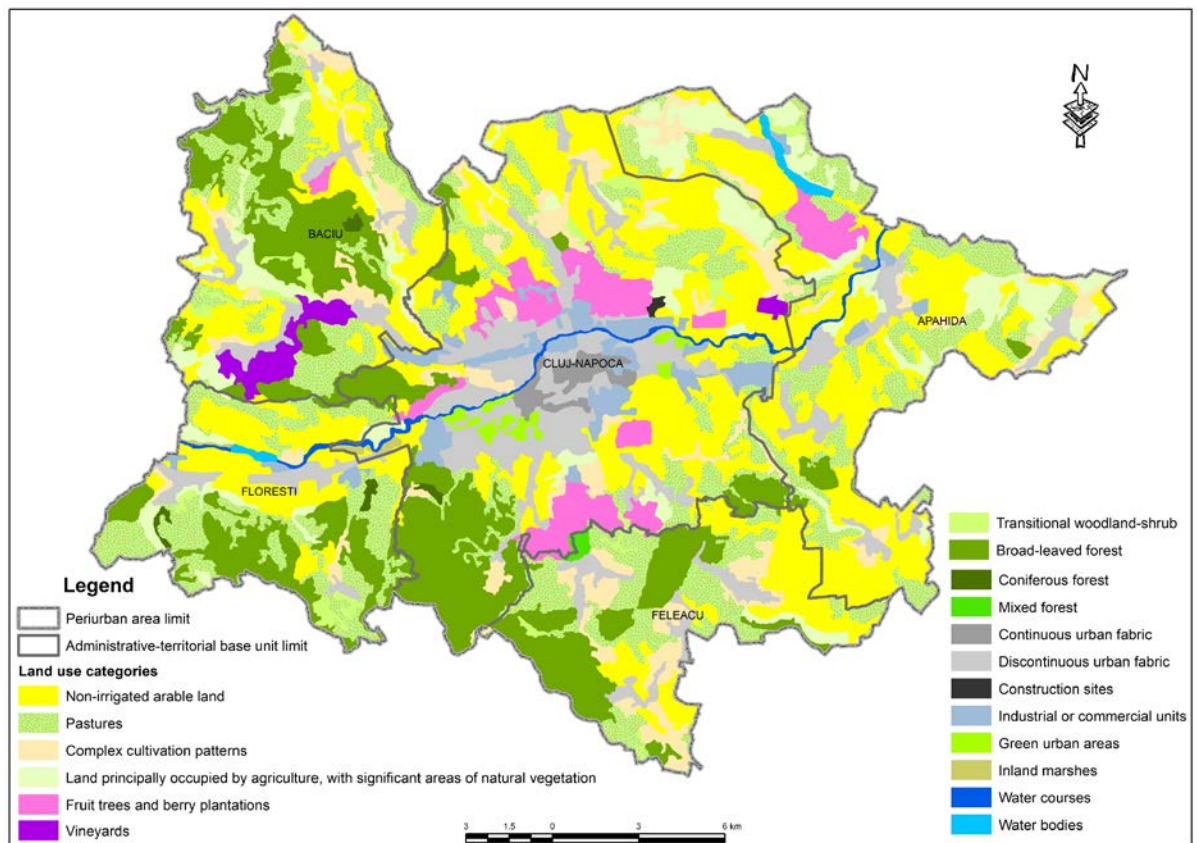 N
BACIU
APAHIDA
CLUJ-NAPOCA
FLORESTI
FELEACU
Legend
Periurban area limit
Administrative-territorial base unit limit
Land use categories
Non-irrigated arable land
Pastures
Complex cultivation patterns
Land principally occupied by agriculture, with significant areas of natural vegetation
Fruit trees and berry plantations
Vineyards
Transitional woodland-shrub
Broad-leaved forest
Coniferous forest
Mixed forest
Continuous urban fabric
Discontinuous urban fabric
Construction sites
Industrial or commercial units
Green urban areas
Inland marshes
Water courses
Water bodies
3 1.5 0 3 6 km